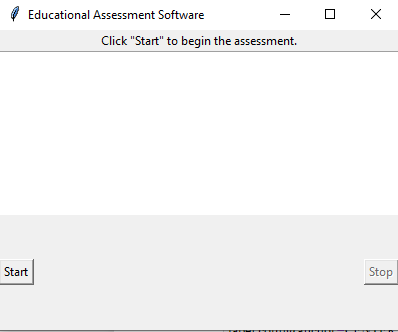 Educational Assessment Software
Click "Start" to begin the assessment.
Start
Stop